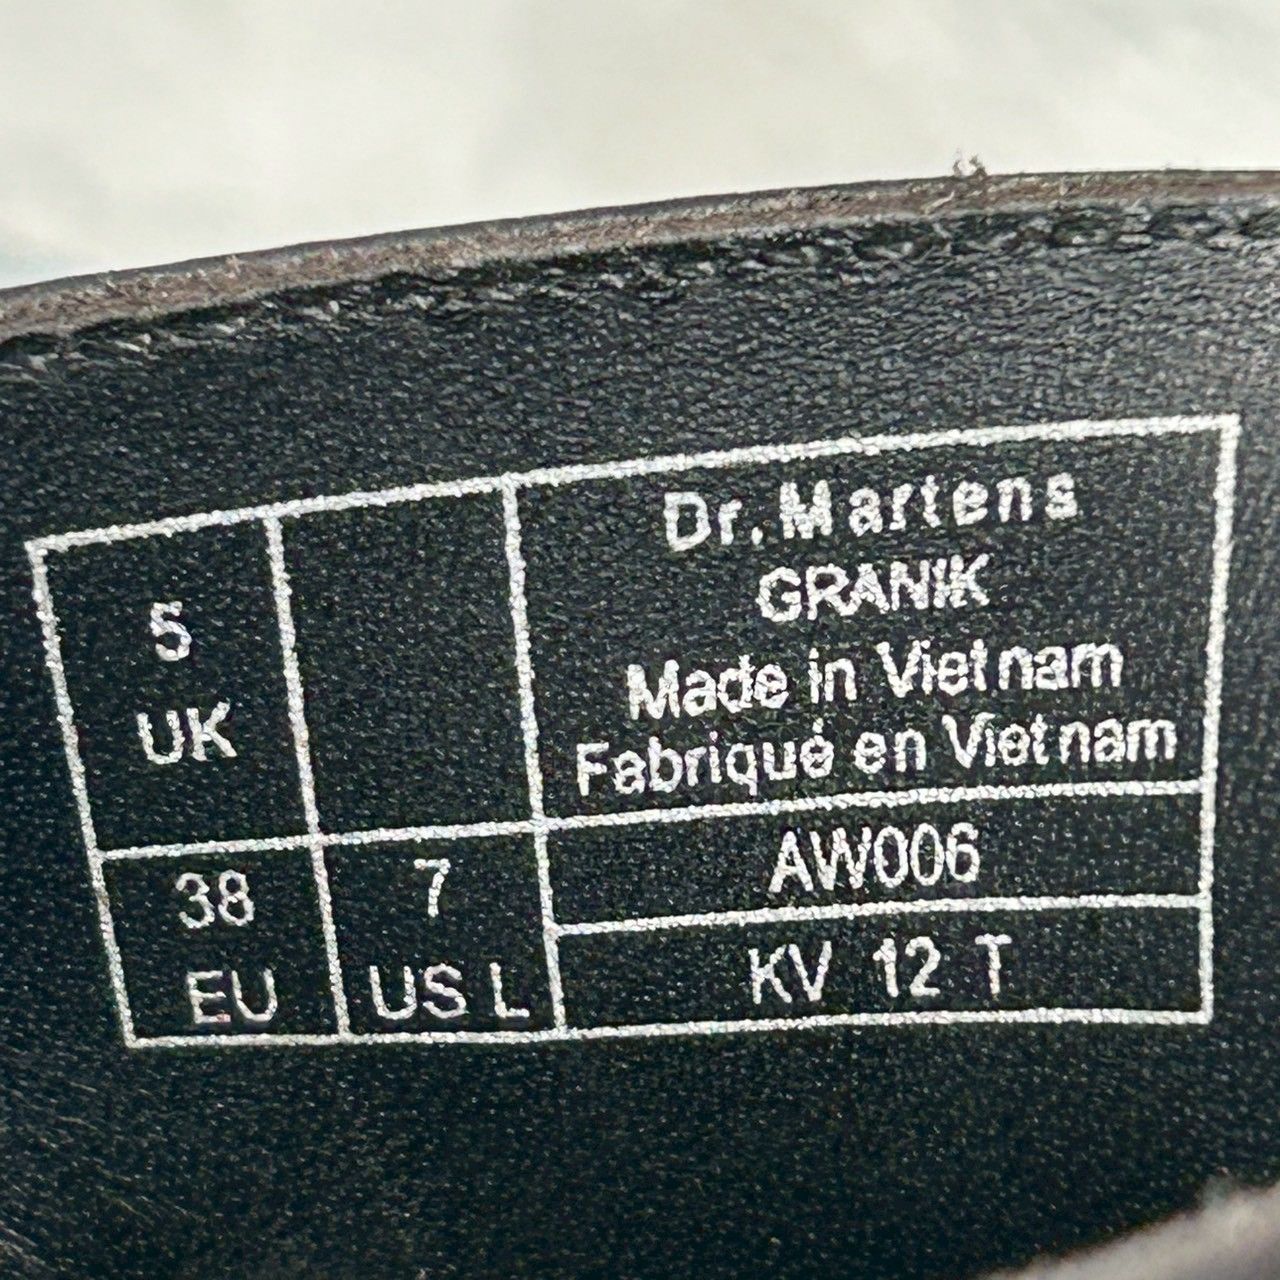 5
UK
38
EU
7
US L
Dr. Martens
GRANIK
Made in Vietnam
Fabriqué en Vietnam
AW006
KV 12 T